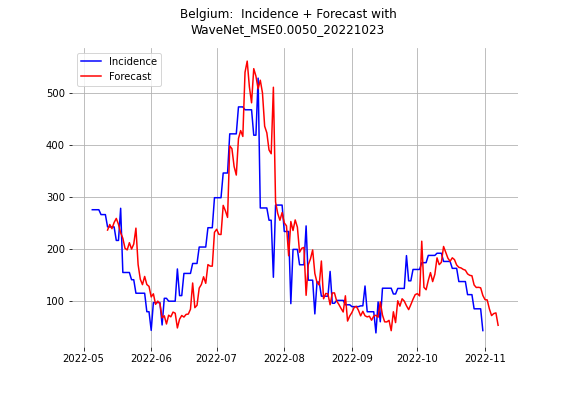 Belgium:  Incidence + Forecast with
WaveNet_MSE0.0050_20221023
Incidence
Forecast
500
400
300
200
100
2022-05 2022-06 2022-07 2022-08 2022-09 2022-10 2022-11